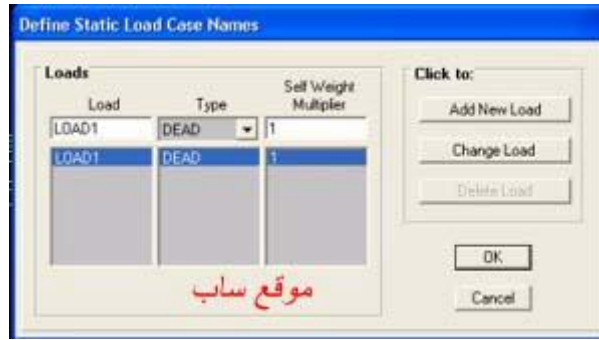 Define Static Load Case Names
Loads
Load Type Self Weight Multiplier
LOAD1 DEAD 1
LOAD1 DEAD 1
موقع ساب
Click to:
Add New Load
Change Load
Delete Load
OK
Cancel